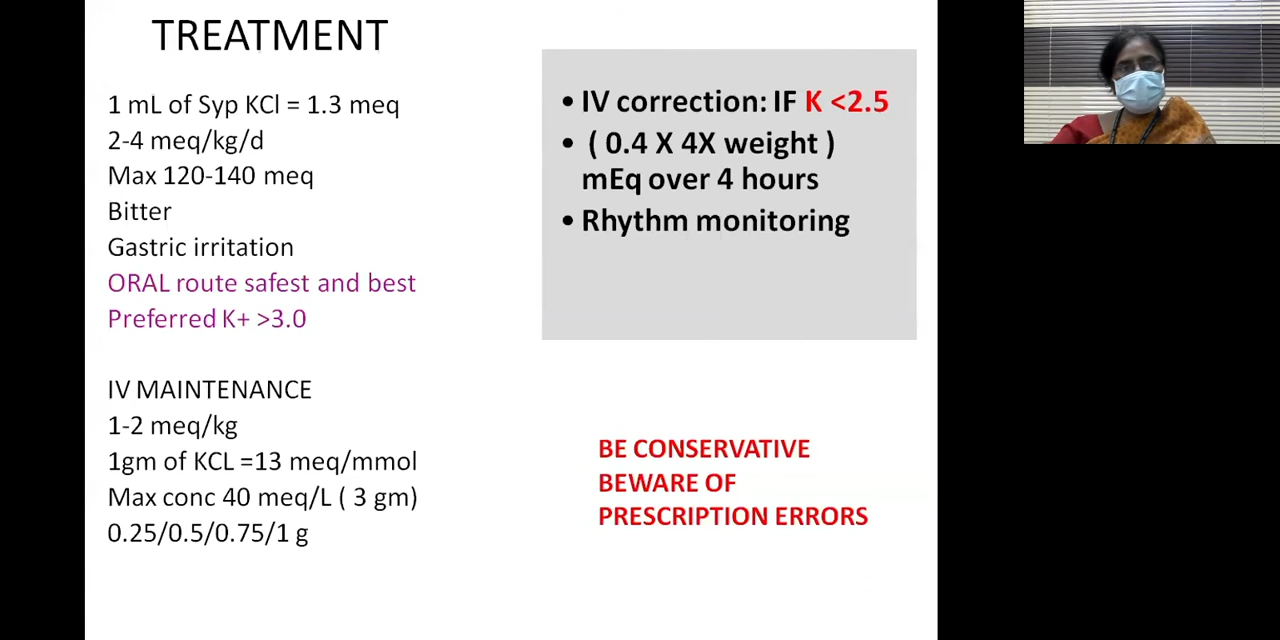 TREATMENT
1 mL of Syp KCl = 1.3 meq
2-4 meq/kg/d
Max 120-140 meq
Bitter
Gastric irritation
ORAL route safest and best
Preferred K+ >3.0
IV MAINTENANCE
1-2 meq/kg
1gm of KCL =13 meq/mmol
Max conc 40 meq/L ( 3 gm)
0.25/0.5/0.75/1 g
• IV correction: IF K <2.5
• ( 0.4 X 4X weight )
mEq over 4 hours
• Rhythm monitoring
BE CONSERVATIVE
BEWARE OF
PRESCRIPTION ERRORS